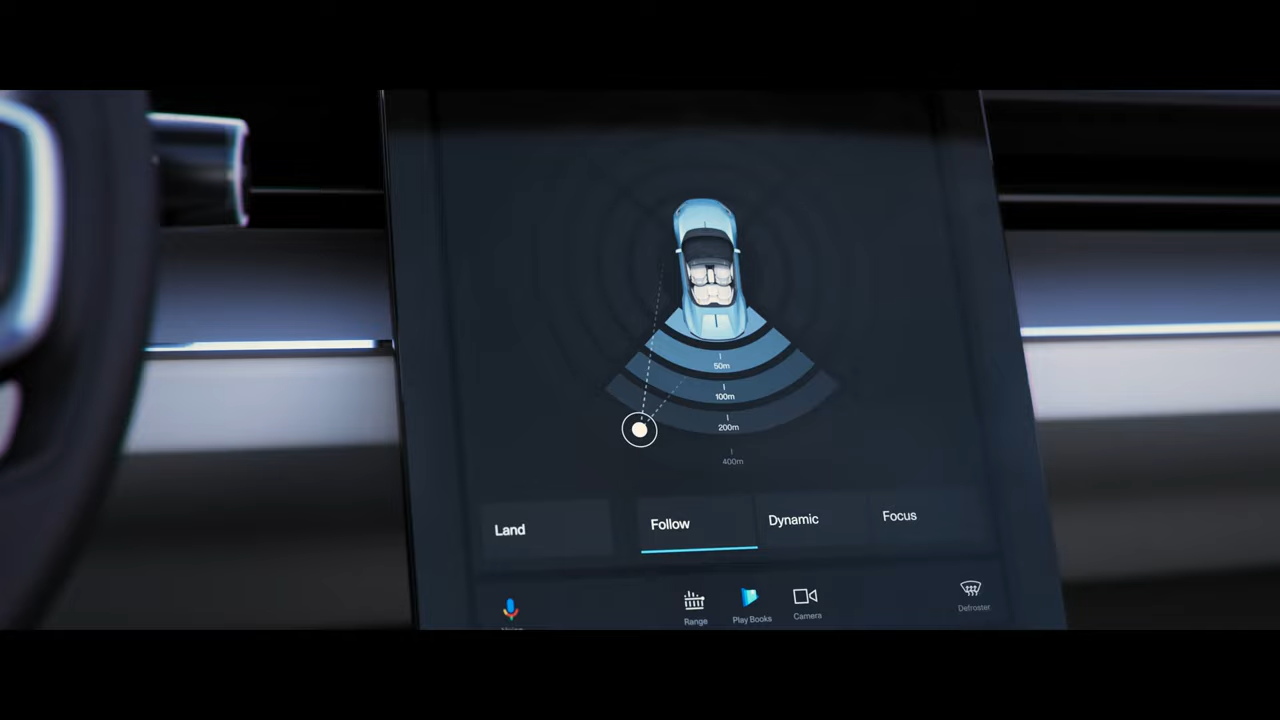 50m
100m
200m
400m
Land
Follow
Dynamic
Focus
Range
Play Books
Camera
Defroster